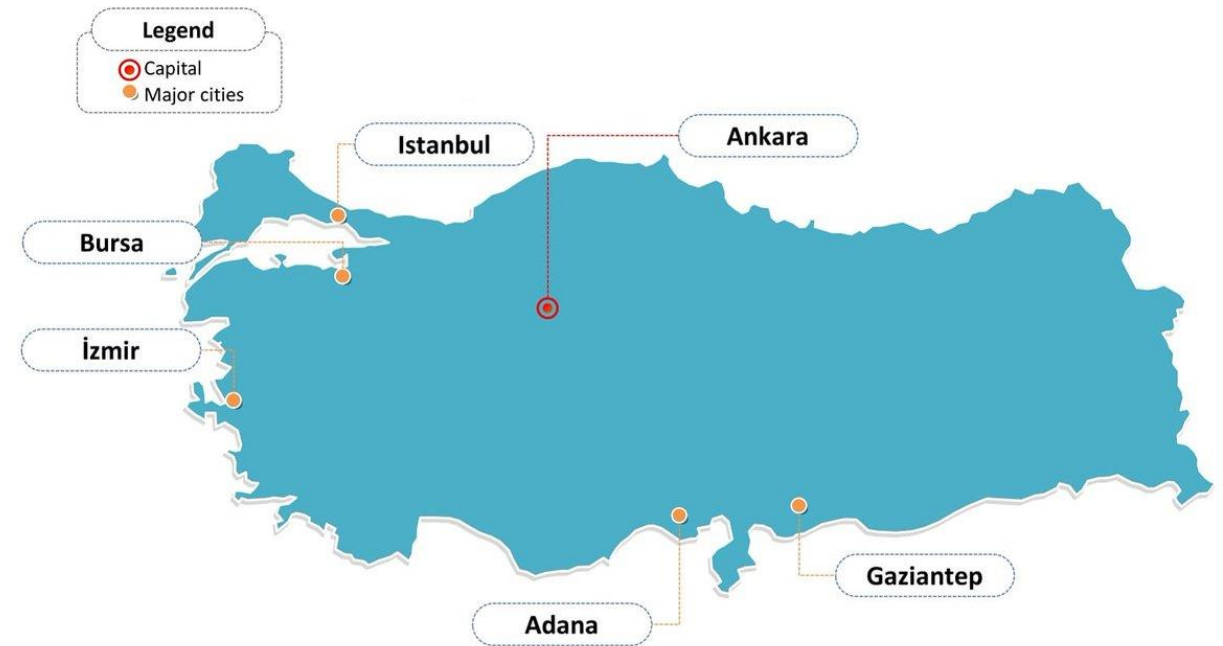 Legend
Capital
Major cities
Istanbul
Ankara
Bursa
İzmir
Gaziantep
Adana